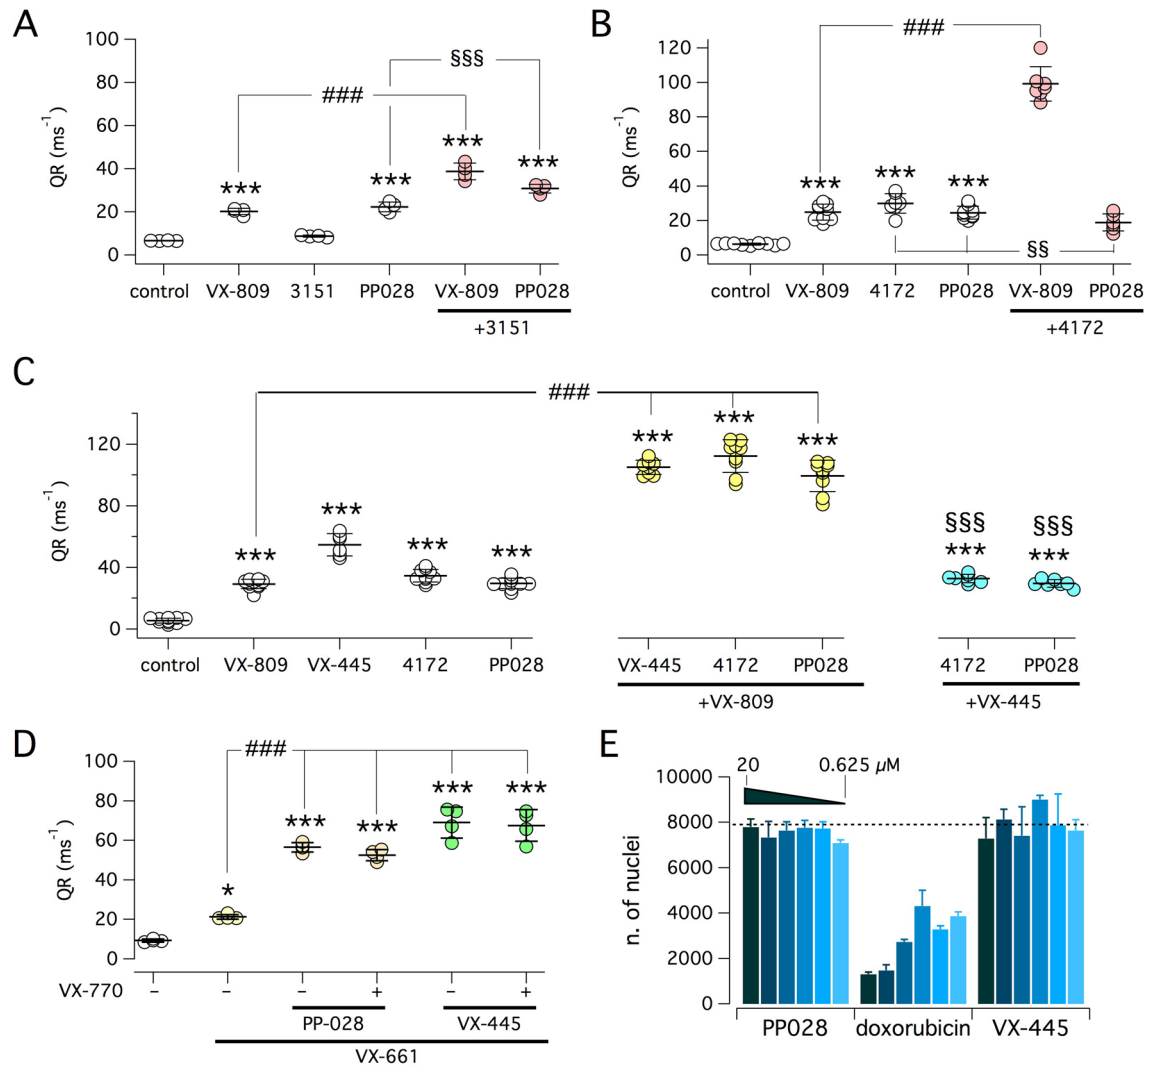 A
QR (ms⁻¹)
100
80
60
40
20
0
###
§§§
***
***
***
***
control
VX-809
3151
PP028
VX-809
PP028
+3151
B
QR (ms⁻¹)
120
100
80
60
40
20
0
###
***
***
***
§§
control
VX-809
4172
PP028
VX-809
PP028
+4172
C
QR (ms⁻¹)
120
80
40
0
###
***
***
***
***
***
***
***
§§§
***
§§§
***
control
VX-809
VX-445
4172
PP028
VX-445
4172
PP028
+VX-809
4172
PP028
+VX-445
D
QR (ms⁻¹)
100
80
60
40
20
0
###
*
***
***
***
***
VX-770
–
–
–
+
–
+
PP-028
VX-445
VX-661
E
n. of nuclei
10000
8000
6000
4000
2000
0
20
0.625 µM
PP028
doxorubicin
VX-445